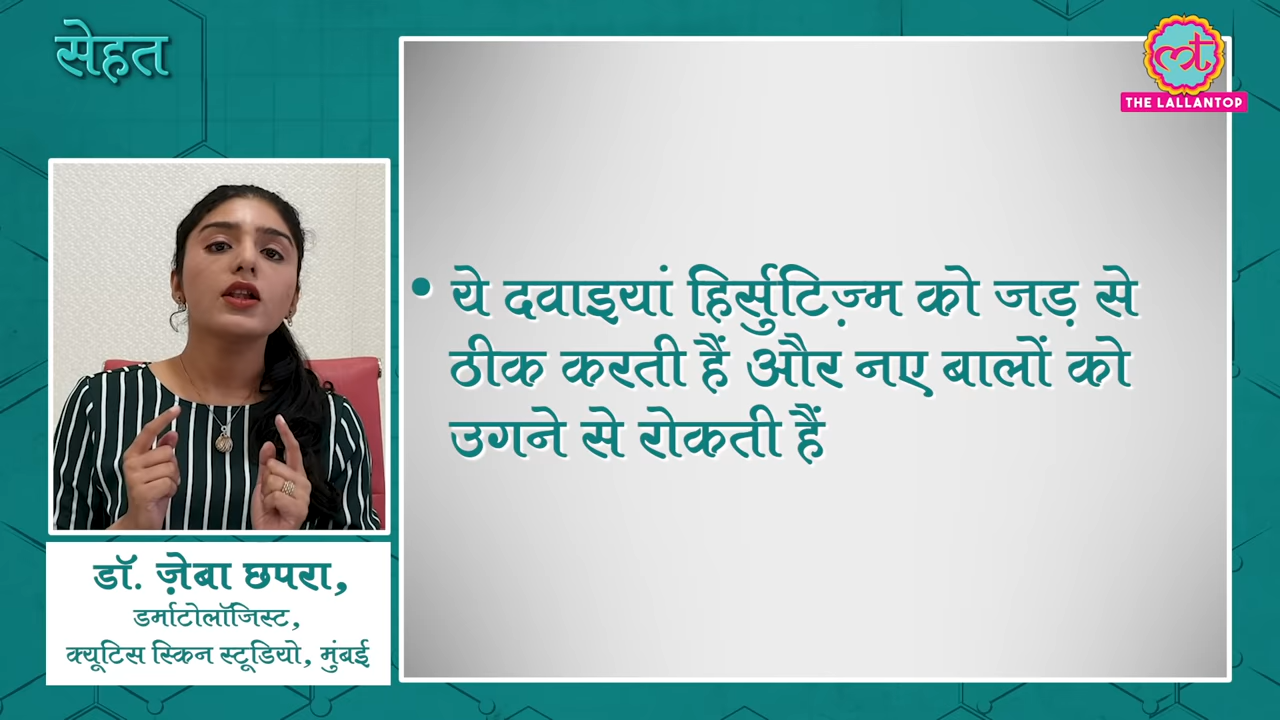 सेहत
THE LALLANTOP
• ये दवाइयां हिर्सुटिज़्म को जड़ से
ठीक करती हैं और नए बालों को
उगने से रोकती हैं
डॉ. ज़ेबा छपरा,
डर्माटोलॉजिस्ट,
क्यूटिस स्किन स्टूडियो, मुंबई